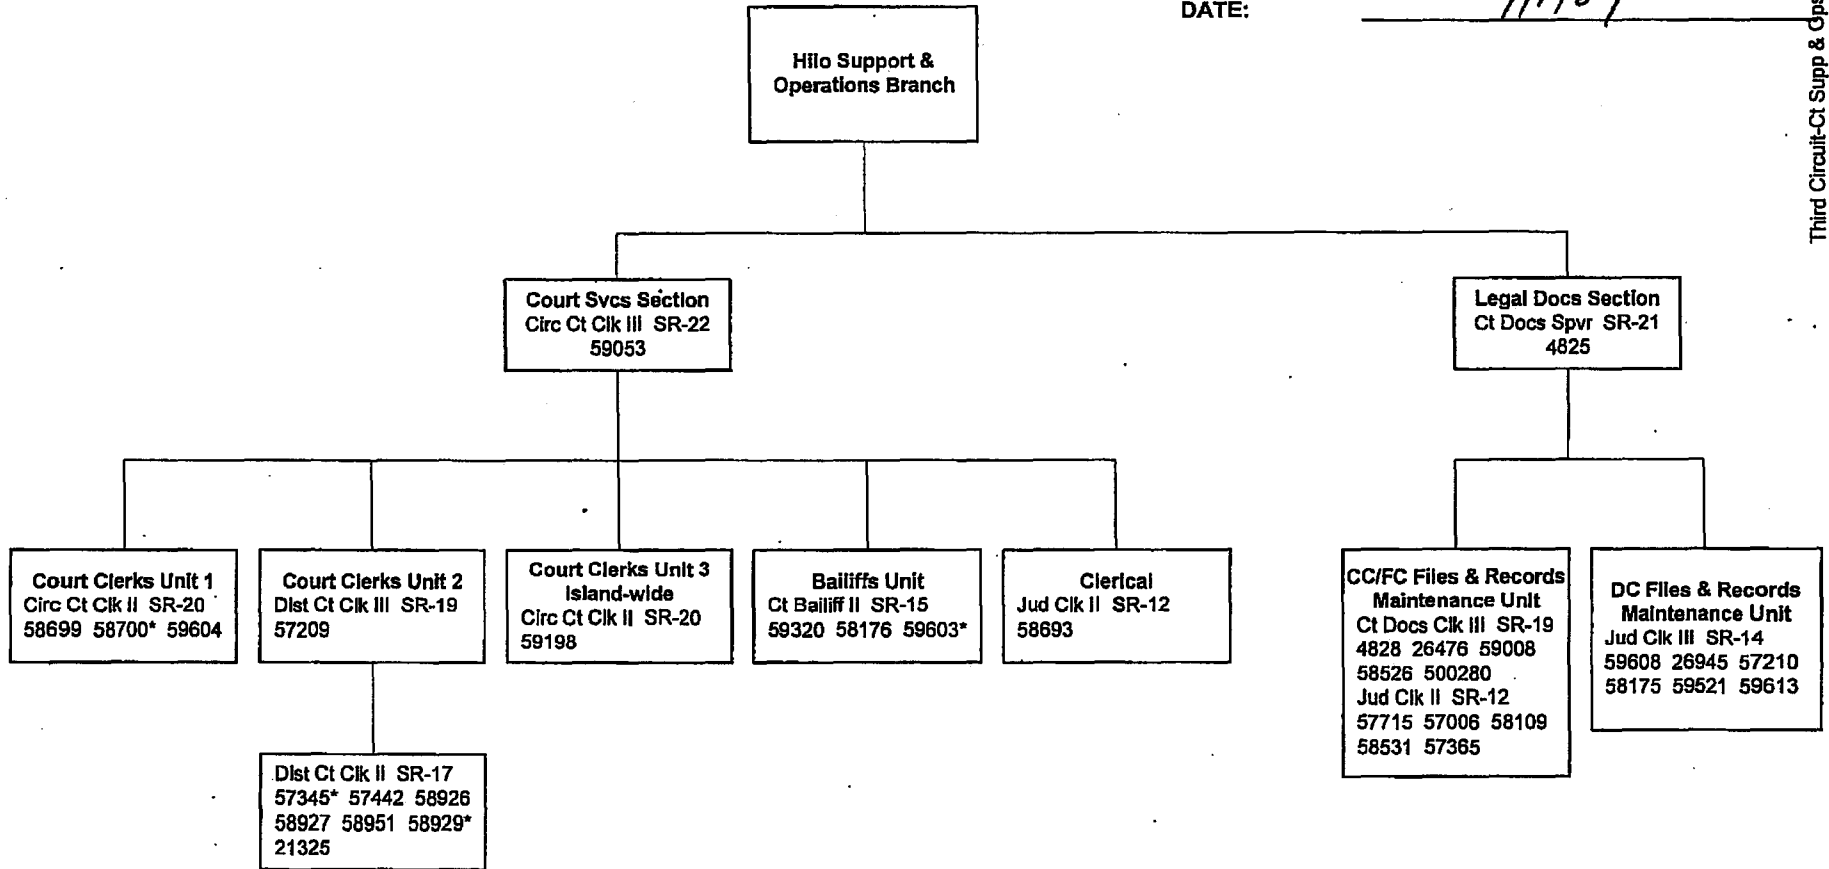 DATE:
Third Circuit-Ct Supp & Ops
Hilo Support &
Operations Branch
Court Svcs Section
Circ Ct Clk III SR-22
59053
Legal Docs Section
Ct Docs Spvr SR-21
4825
Court Clerks Unit 1
Circ Ct Clk II SR-20
58699 58700* 59604
Court Clerks Unit 2
Dist Ct Clk III SR-19
57209
Court Clerks Unit 3
Island-wide
Circ Ct Clk II SR-20
59198
Bailiffs Unit
Ct Bailiff II SR-15
59320 58176 59603*
Clerical
Jud Clk II SR-12
58693
CC/FC Files & Records
Maintenance Unit
Ct Docs Clk III SR-19
4828 26476 59008
58526 500280
Jud Clk II SR-12
57715 57006 58109
58531 57365
DC Files & Records
Maintenance Unit
Jud Clk III SR-14
59608 26945 57210
58175 59521 59613
Dist Ct Clk II SR-17
57345* 57442 58926
58927 58951 58929*
21325